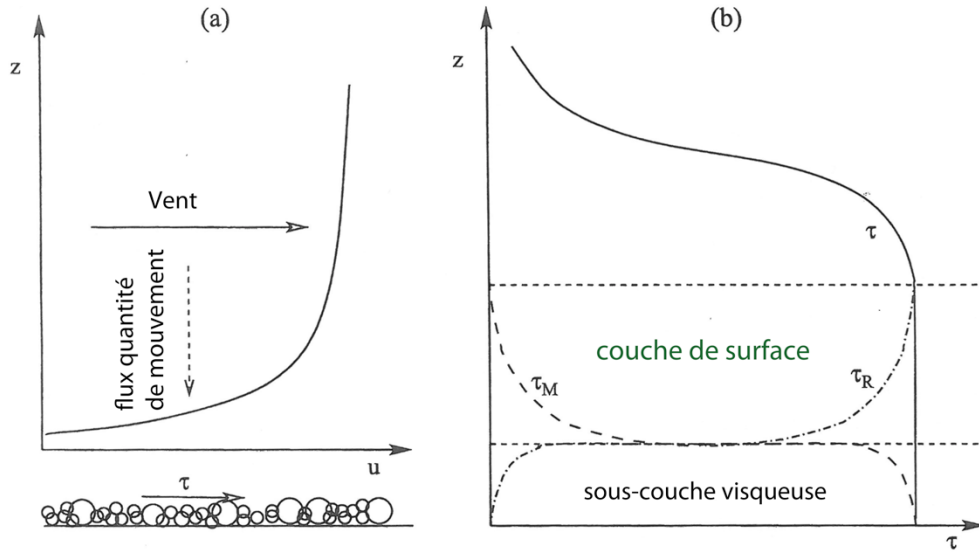 (a)
z
Vent
flux quantité
de mouvement
u
τ
(b)
z
τ
couche de surface
τM
τR
sous-couche visqueuse
τ